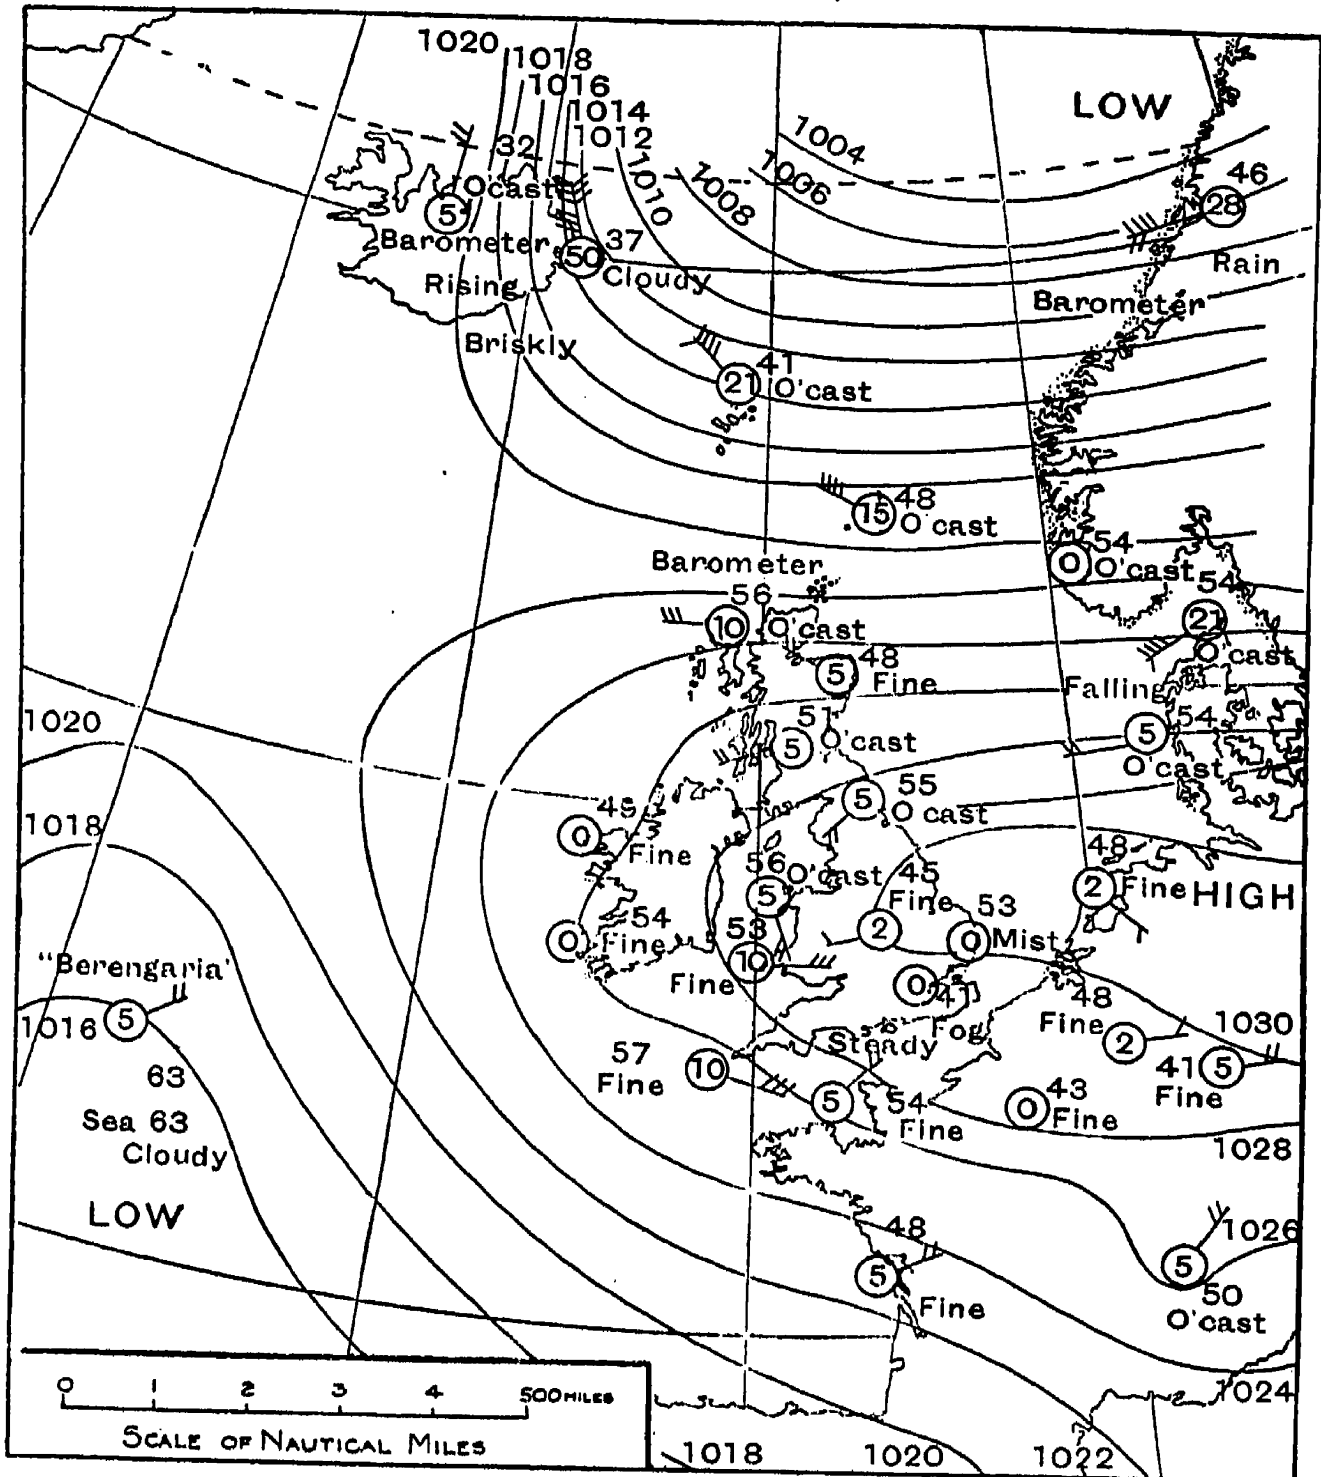 1020
1018
1016
1014
1012
1010
1008
1006
1004
LOW
32
O'cast
5
Barometer
Rising
Briskly
50
37
Cloudy
46
28
Rain
Barometer
41
21
O'cast
48
15
O'cast
54
0
O'cast
54
21
O'cast
Barometer
56
10
O'cast
48
5
Fine
Falling
54
5
O'cast
51
5
O'cast
55
5
O'cast
1020
1018
1016
49
0
Fine
54
0
Fine
56
5
O'cast
45
Fine
2
53
0
Mist
48
2
Fine
HIGH
53
10
Fine
0
41
Fog
Steady
48
Fine
2
1030
41
5
Fine
"Berengaria"
5
63
Sea 63
Cloudy
LOW
57
Fine
10
5
54
Fine
43
0
Fine
1028
1026
5
50
O'cast
48
5
Fine
1024
0 1 2 3 4 500 MILES
SCALE OF NAUTICAL MILES
1018 1020 1022